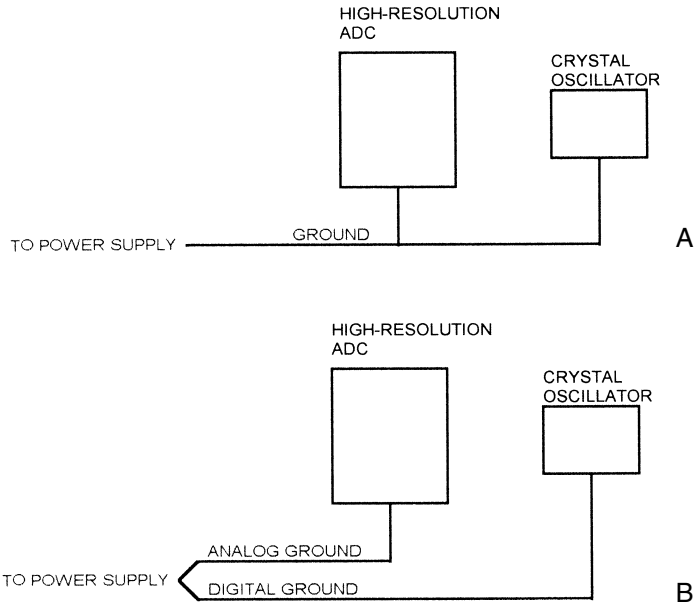 HIGH-RESOLUTION
ADC
CRYSTAL
OSCILLATOR
GROUND
TO POWER SUPPLY
A
HIGH-RESOLUTION
ADC
CRYSTAL
OSCILLATOR
ANALOG GROUND
TO POWER SUPPLY
DIGITAL GROUND
B